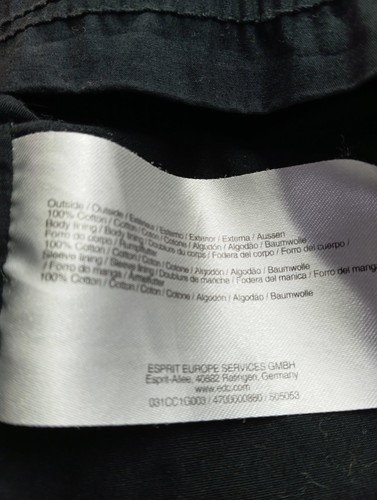 Outside / Outside / Extérieur / Esterno / Exterior / Externa / Aussen
100% Cotton / Cotton / Coton / Cotone / Algodón / Algodão / Baumwolle
Body lining / Body lining / Doublure du corps / Fodera del corpo / Forro del cuerpo /
Forro do corpo / Rumpffutter
100% Cotton / Cotton / Coton / Cotone / Algodón / Algodão / Baumwolle
Sleeve lining / Sleeve lining / Doublure de manche / Fodera del manica / Forro del manga
/ Forro do manga / Ärmelfutter
100% Cotton / Cotton / Coton / Cotone / Algodón / Algodão / Baumwolle
ESPRIT EUROPE SERVICES GMBH
Esprit-Allee, 40882 Ratingen, Germany
www.edc.com
031CC1G003 / 4700000880 / 505053